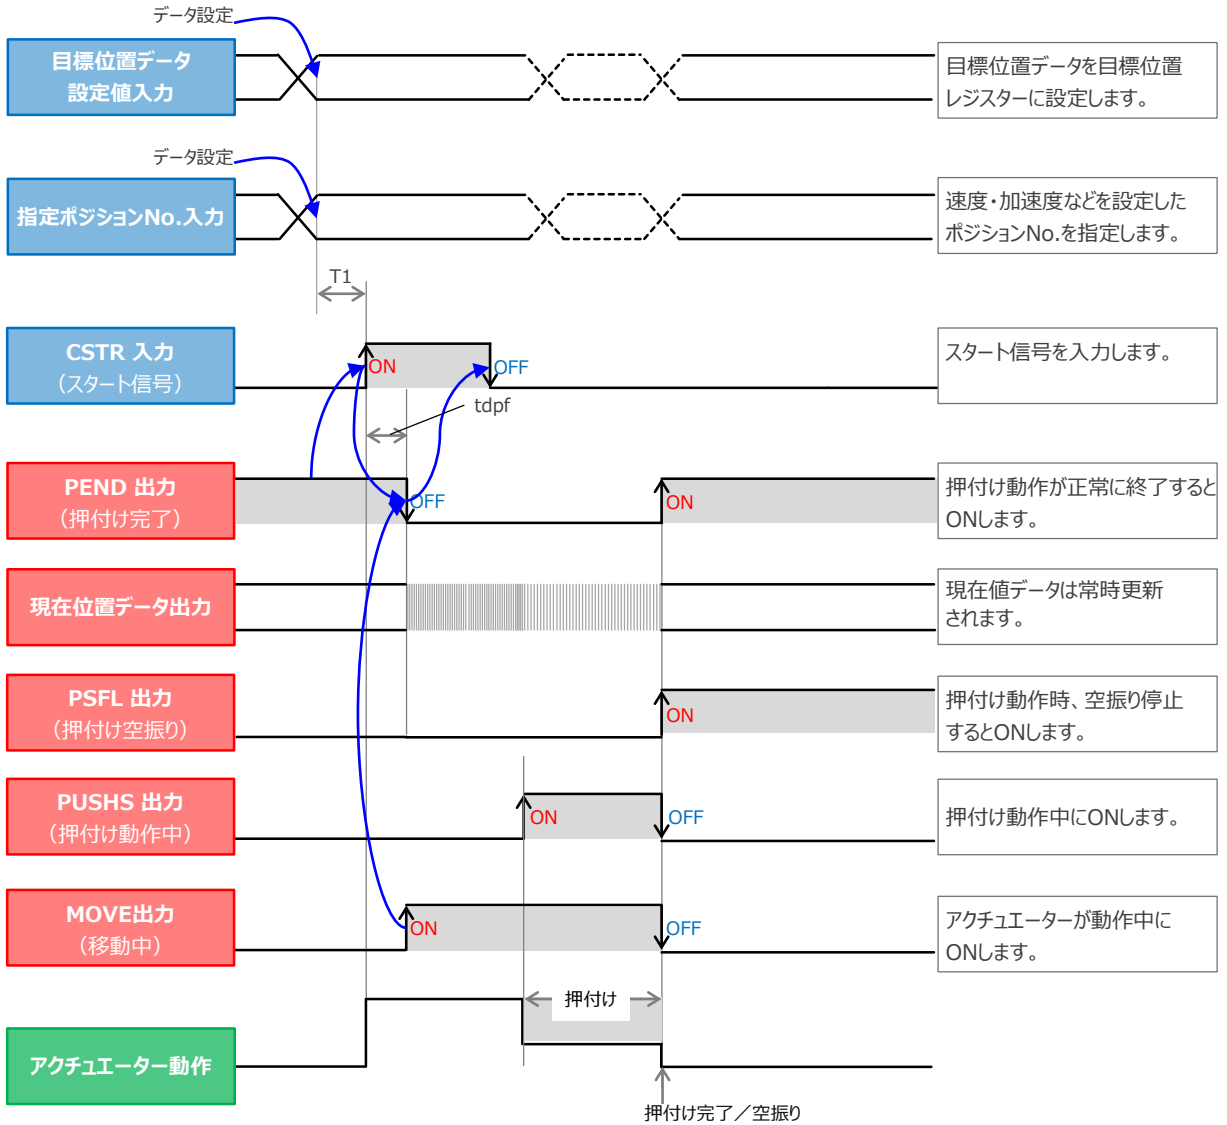 データ設定
目標位置データ
設定値入力
目標位置データを目標位置
レジスターに設定します。
データ設定
指定ポジションNo.入力
速度・加速度などを設定した
ポジションNo.を指定します。
T1
CSTR 入力
（スタート信号）
ON
OFF
スタート信号を入力します。
tdpf
PEND 出力
（押付け完了）
OFF
ON
押付け動作が正常に終了すると
ONします。
現在位置データ出力
現在値データは常時更新
されます。
PSFL 出力
（押付け空振り）
ON
押付け動作時、空振り停止
するとONします。
PUSHS 出力
（押付け動作中）
ON
OFF
押付け動作中にONします。
MOVE出力
（移動中）
ON
OFF
アクチュエーターが動作中に
ONします。
押付け
アクチュエーター動作
押付け完了／空振り